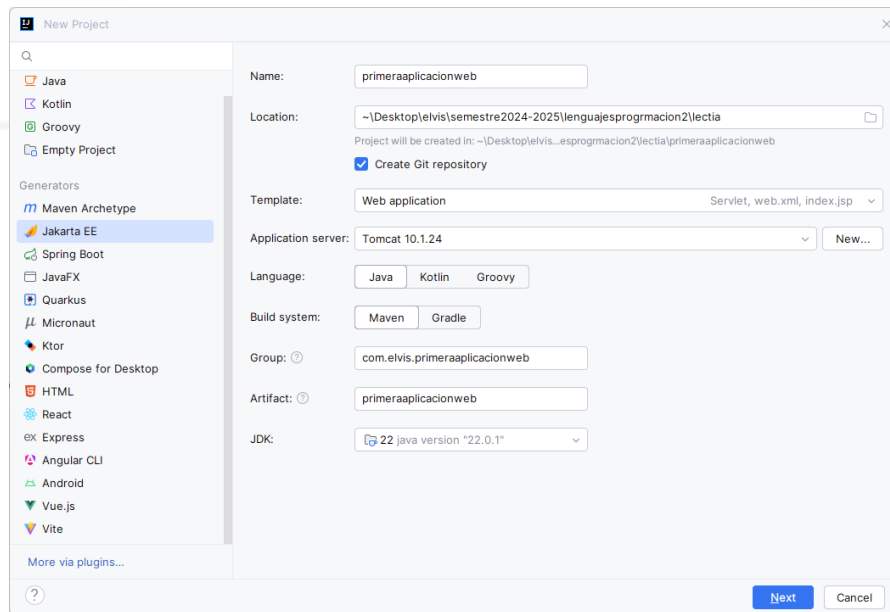 New Project
Java
Kotlin
Groovy
Empty Project
Generators
Maven Archetype
Jakarta EE
Spring Boot
JavaFX
Quarkus
Micronaut
Ktor
Compose for Desktop
HTML
React
ex Express
Angular CLI
Android
Vue.js
Vite
More via plugins...
?
Name: primeraaplicacionweb
Location: ~\Desktop\elvis\semestre2024-2025\lenguajesprogrmacion2\lectia
Project will be created in: ~\Desktop\elvis...esprogrmacion2\lectia\primeraaplicacionweb
Create Git repository
Template: Web application Servlet, web.xml, index.jsp
Application server: Tomcat 10.1.24 New...
Language: Java Kotlin Groovy
Build system: Maven Gradle
Group: ? com.elvis.primeraaplicacionweb
Artifact: ? primeraaplicacionweb
JDK: 22 java version "22.0.1"
Next Cancel